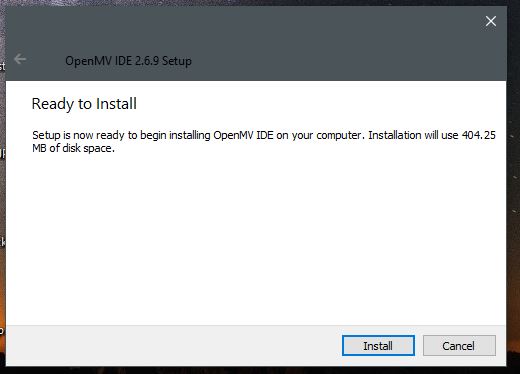 OpenMV IDE 2.6.9 Setup
Ready to Install
Setup is now ready to begin installing OpenMV IDE on your computer. Installation will use 404.25
MB of disk space.
Install
Cancel